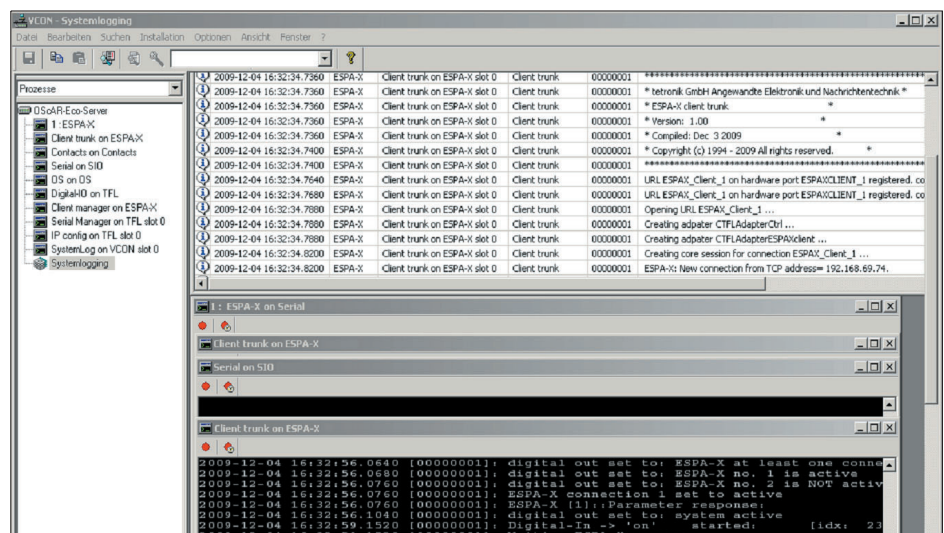 VCON - Systemlogging
Datei Bearbeiten Suchen Installation Optionen Ansicht Fenster ?
Prozesse
OScAR-Eco-Server
1 : ESPA-X
Client trunk on ESPA-X
Contacts on Contacts
Serial on SIO
OS on OS
Digital-IO on TFL
Client manager on ESPA-X
Serial Manager on TFL slot 0
IP config on TFL slot 0
SystemLog on VCON slot 0
Systemlogging
2009-12-04 16:32:34.7360 ESPA-X Client trunk on ESPA-X slot 0 Client trunk 00000001
2009-12-04 16:32:34.7360 ESPA-X Client trunk on ESPA-X slot 0 Client trunk 00000001 * tetronik GmbH Angewandte Elektronik und Nachrichtentechnik *
2009-12-04 16:32:34.7360 ESPA-X Client trunk on ESPA-X slot 0 Client trunk 00000001 * ESPA-X client trunk *
2009-12-04 16:32:34.7360 ESPA-X Client trunk on ESPA-X slot 0 Client trunk 00000001 * Version: 1.00 *
2009-12-04 16:32:34.7360 ESPA-X Client trunk on ESPA-X slot 0 Client trunk 00000001 * Compiled: Dec 3 2009 *
2009-12-04 16:32:34.7400 ESPA-X Client trunk on ESPA-X slot 0 Client trunk 00000001 * Copyright (c) 1994 - 2009 All rights reserved. *
2009-12-04 16:32:34.7400 ESPA-X Client trunk on ESPA-X slot 0 Client trunk 00000001
2009-12-04 16:32:34.7640 ESPA-X Client trunk on ESPA-X slot 0 Client trunk 00000001 URL ESPAX_Client_1 on hardware port ESPAXCLIENT_1 registered. co
2009-12-04 16:32:34.7680 ESPA-X Client trunk on ESPA-X slot 0 Client trunk 00000001 URL ESPAX_Client_1 on hardware port ESPAXCLIENT_1 registered. co
2009-12-04 16:32:34.7880 ESPA-X Client trunk on ESPA-X slot 0 Client trunk 00000001 Opening URL ESPAX_Client_1 ...
2009-12-04 16:32:34.7880 ESPA-X Client trunk on ESPA-X slot 0 Client trunk 00000001 Creating adpater CTFLAdapterCtrl ...
2009-12-04 16:32:34.7880 ESPA-X Client trunk on ESPA-X slot 0 Client trunk 00000001 Creating adpater CTFLAdapterESPAXclient ...
2009-12-04 16:32:34.8200 ESPA-X Client trunk on ESPA-X slot 0 Client trunk 00000001 Creating core session for connection ESPAX_Client_1 ...
2009-12-04 16:32:34.8200 ESPA-X Client trunk on ESPA-X slot 0 Client trunk 00000001 ESPA-X: New connection from TCP address= 192.168.69.74.
1 : ESPA-X on Serial
Client trunk on ESPA-X
Serial on SIO
Client trunk on ESPA-X
2009-12-04 16:32:56.0640 [00000001]: digital out set to: ESPA-X at least one conne
2009-12-04 16:32:56.0680 [00000001]: digital out set to: ESPA-X no. 1 is active
2009-12-04 16:32:56.0760 [00000001]: digital out set to: ESPA-X no. 2 is NOT activ
2009-12-04 16:32:56.0760 [00000001]: ESPA-X connection 1 set to active
2009-12-04 16:32:56.0760 [00000001]: ESPA-X [1]::Parameter response:
2009-12-04 16:32:56.1040 [00000001]: digital out set to: system active
2009-12-04 16:32:59.1520 [00000001]: Digital-In -> 'on' started: [idx: 23